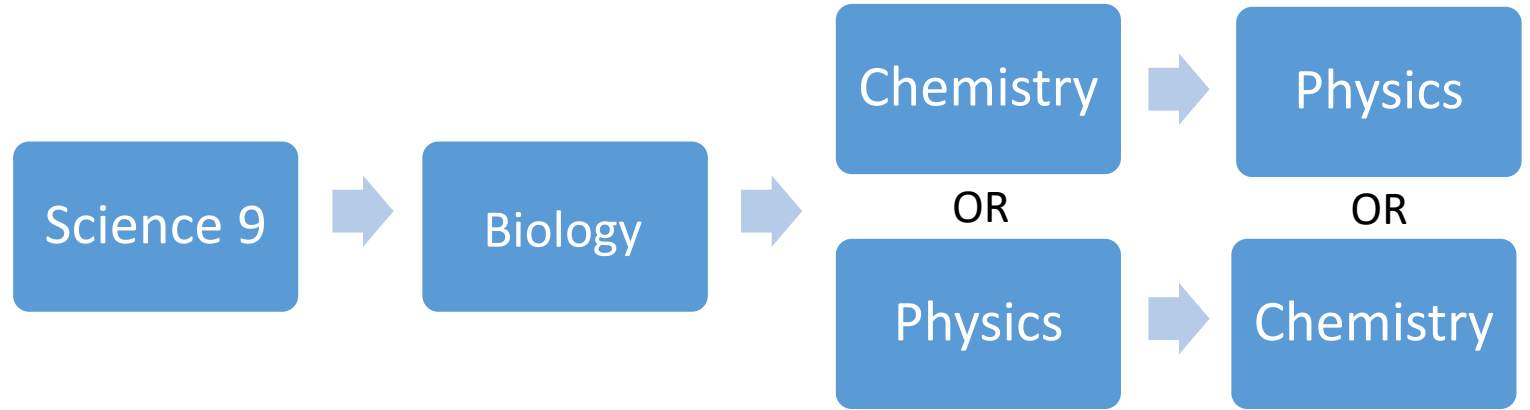 Science 9
Biology
Chemistry
OR
Physics
Physics
OR
Chemistry